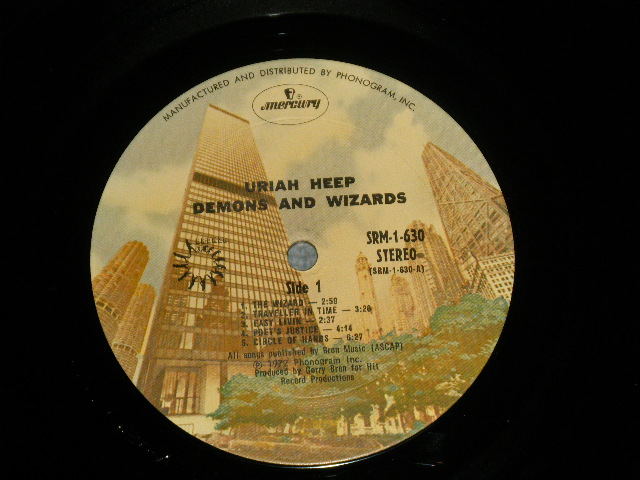 MANUFACTURED AND DISTRIBUTED BY PHONOGRAM, INC.
mercury
URIAH HEEP
DEMONS AND WIZARDS
SRM-1-630
STEREO
(SRM-1-630-A)
Side 1
1. THE WIZARD — 2:59
2. TRAVELLER IN TIME — 3:20
3. EASY LIVIN' — 2:37
4. POET'S JUSTICE — 4:14
5. CIRCLE OF HANDS — 6:27
All songs published by Bron Music (ASCAP)
℗ 1972 Phonogram Inc.
Produced by Gerry Bron for Hit
Record Productions